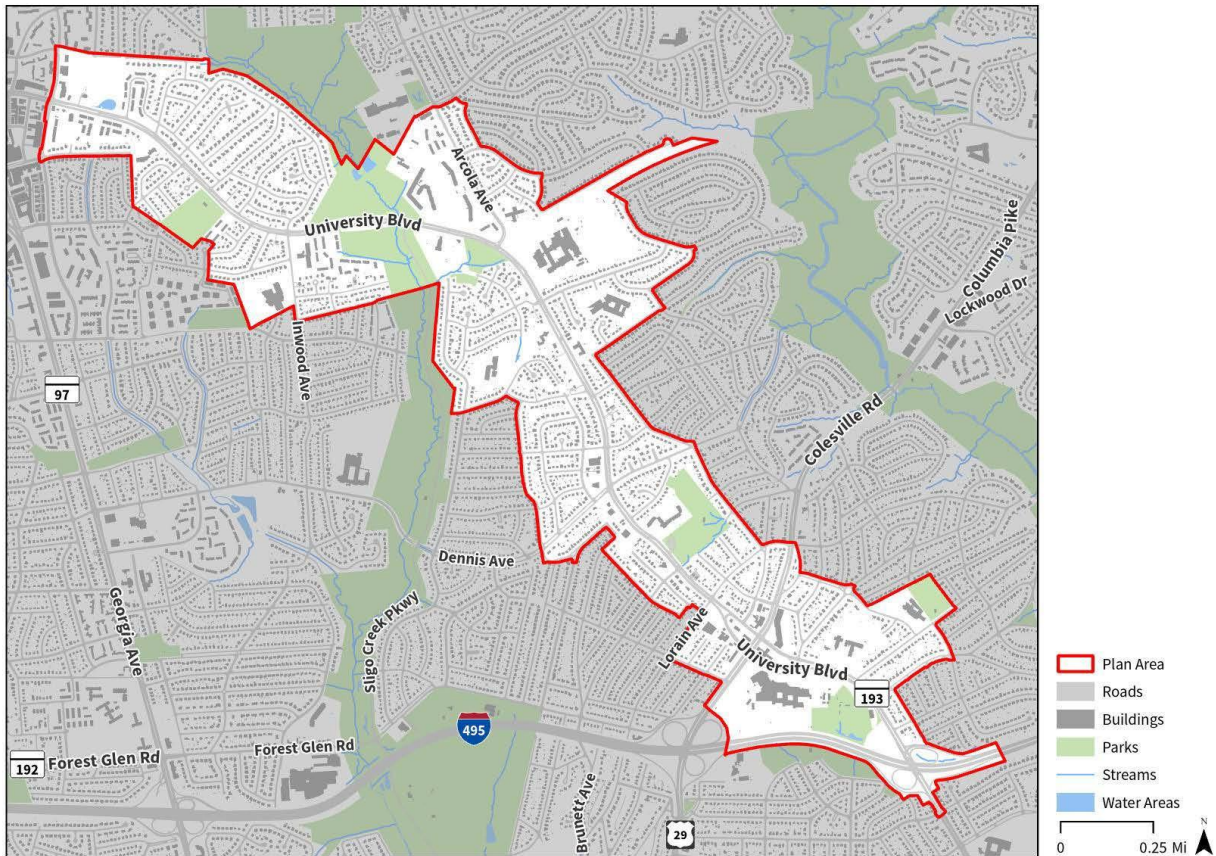 Arcola Ave
University Blvd
Columbia Pike
Lockwood Dr
Inwood Ave
97
Colesville Rd
Dennis Ave
Georgia Ave
Sligo Creek Pkwy
Lorain Ave
University Blvd
193
495
192
Forest Glen Rd
Forest Glen Rd
Brunett Ave
29
Plan Area
Roads
Buildings
Parks
Streams
Water Areas
0 0.25 Mi
N